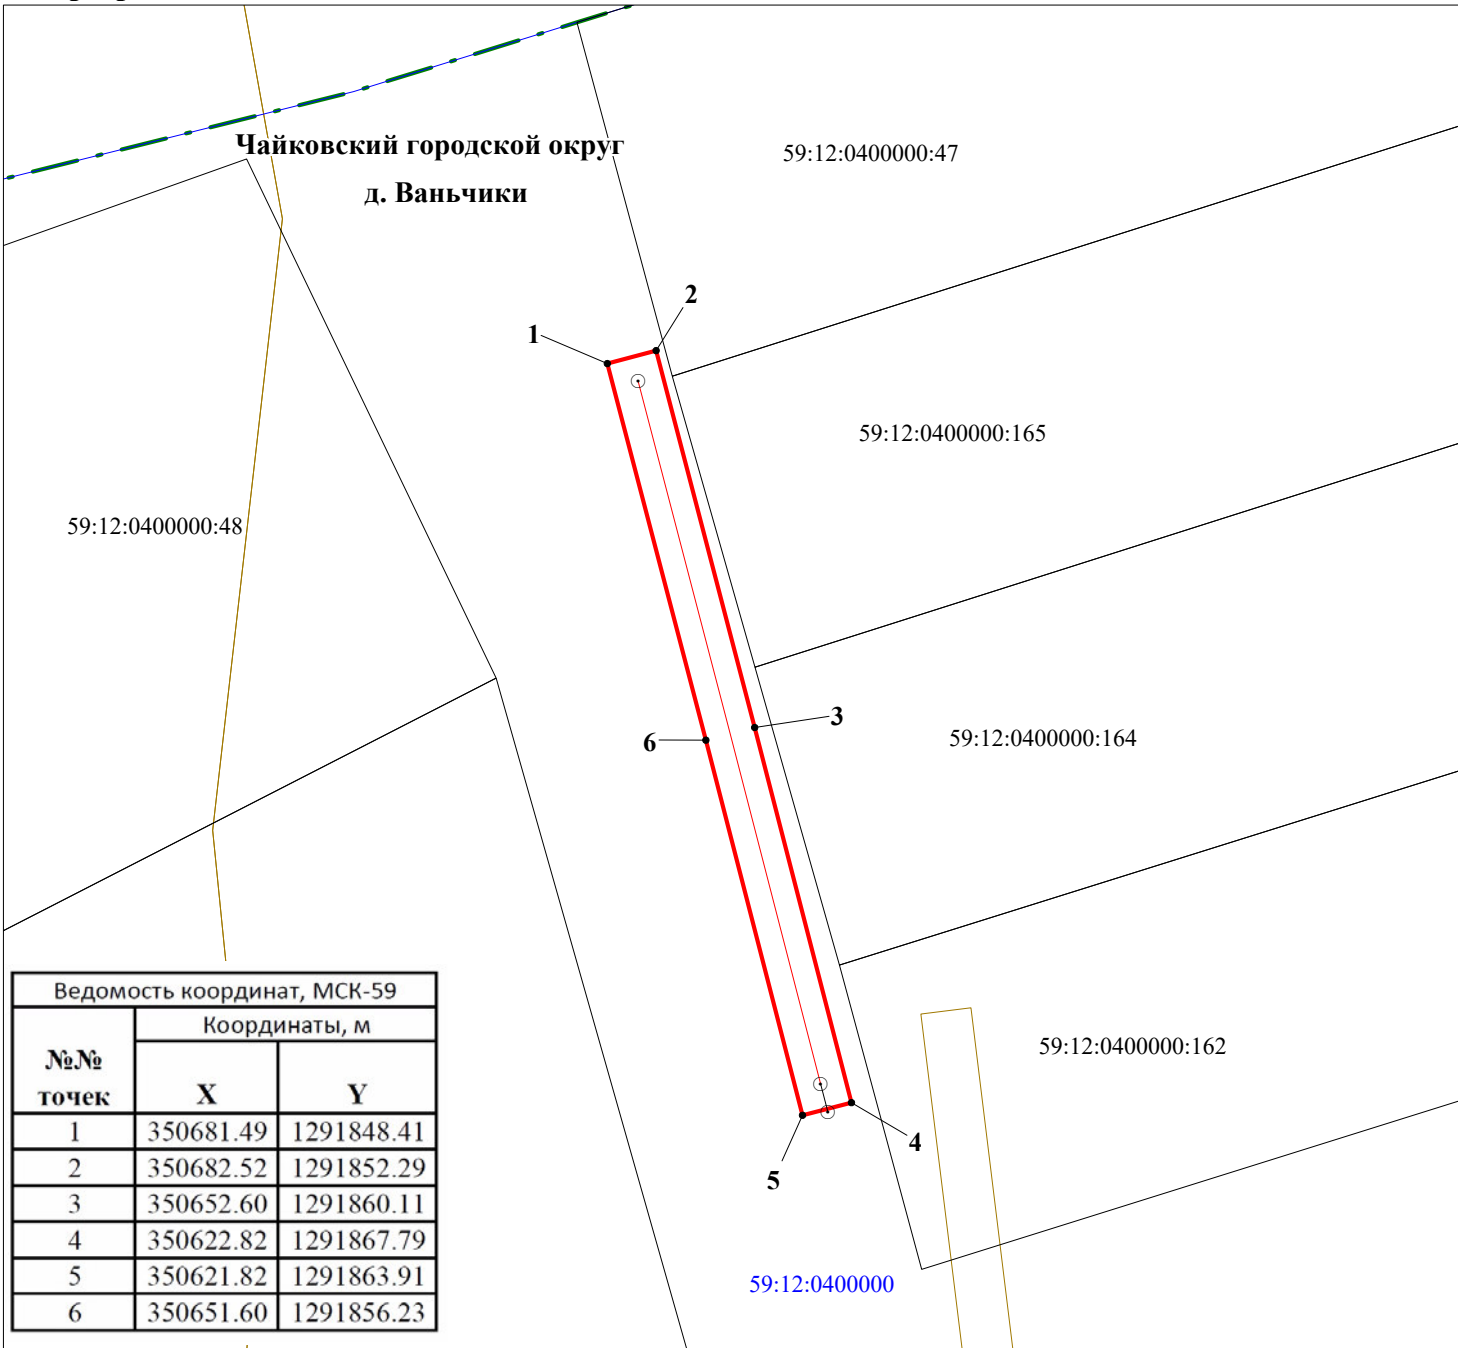 Чайковский городской округ
д. Ваньчики
59:12:0400000:47
2
1
59:12:0400000:165
59:12:0400000:48
3
6
59:12:0400000:164
59:12:0400000:162
4
5
59:12:0400000
Ведомость координат, МСК-59
№№ точек
Координаты, м
X Y
1 350681.49 1291848.41
2 350682.52 1291852.29
3 350652.60 1291860.11
4 350622.82 1291867.79
5 350621.82 1291863.91
6 350651.60 1291856.23